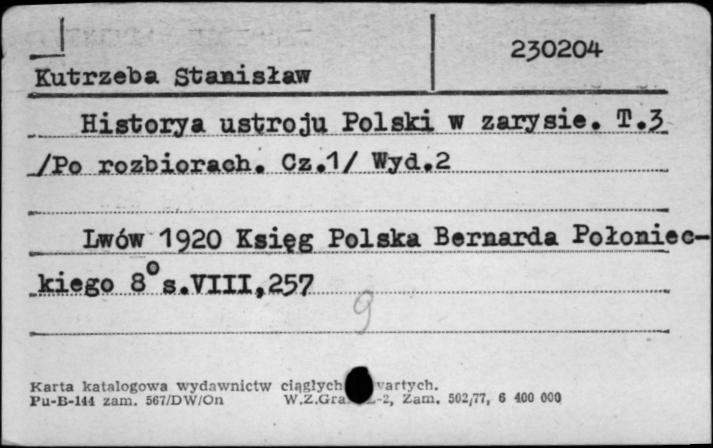 230204
Kutrzeba Stanisław
Historya ustroju Polski w zarysie. T.3
/Po rozbiorach. Cz.1/ Wyd.2
Lwów 1920 Księg Polska Bernarda Połoniec-
kiego 8° s.VIII,257
9
Karta katalogowa wydawnictw ciągłych
Pu-B-144 zam. 567/DW/On W.Z.Gra -2, Zam. 502/77, 6 400 000